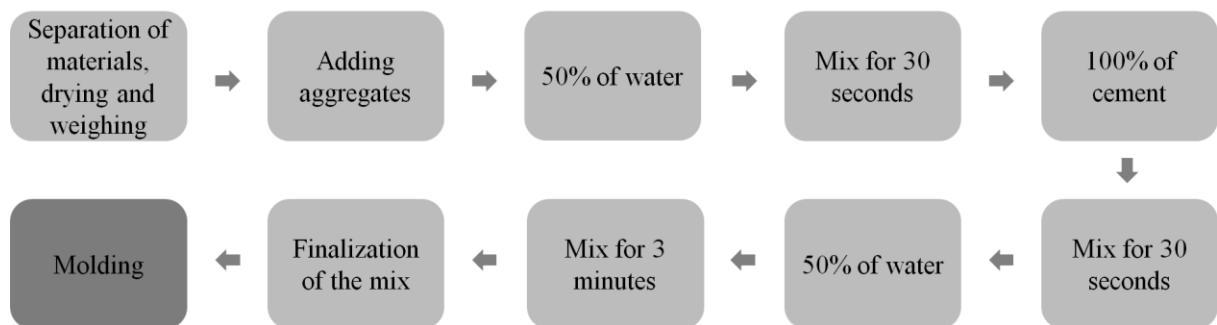 Separation of
materials,
drying and
weighing
Adding
aggregates
50% of water
Mix for 30
seconds
100% of
cement
Mix for 30
seconds
50% of water
Mix for 3
minutes
Finalization
of the mix
Molding